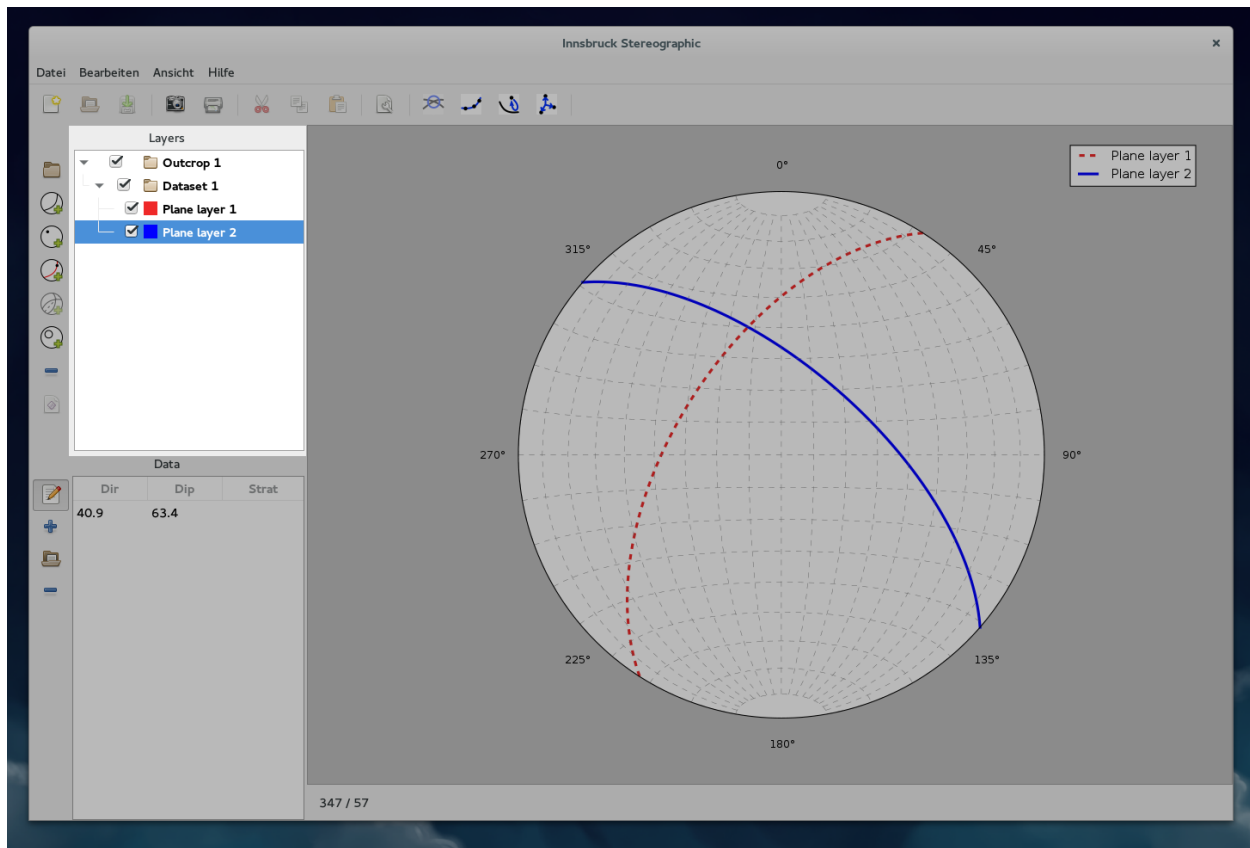 Innsbruck Stereographic
Datei Bearbeiten Ansicht Hilfe
Layers
Outcrop 1
Dataset 1
Plane layer 1
Plane layer 2
Data
Dir Dip Strat
40.9 63.4
Plane layer 1
Plane layer 2
0°
315° 45°
270° 90°
225° 135°
180°
347 / 57